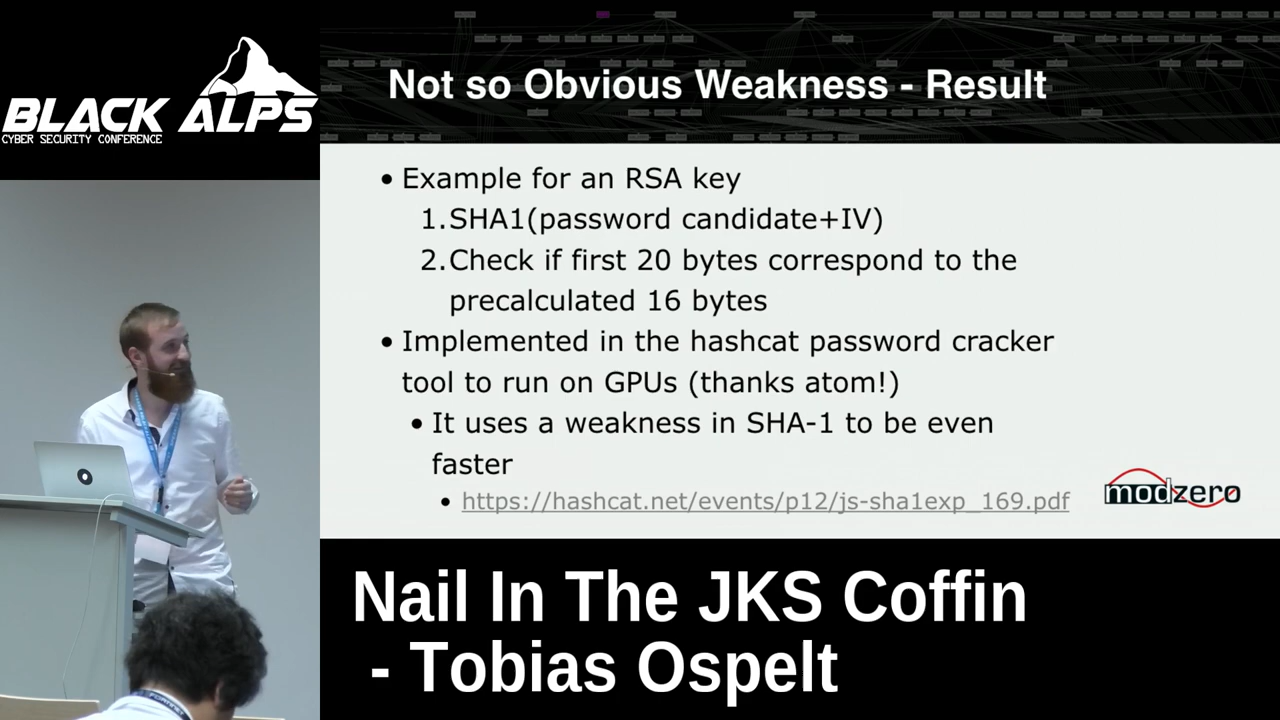 BLACK ALPS
CYBER SECURITY CONFERENCE
Not so Obvious Weakness - Result
• Example for an RSA key
1.SHA1(password candidate+IV)
2.Check if first 20 bytes correspond to the
precalculated 16 bytes
• Implemented in the hashcat password cracker
tool to run on GPUs (thanks atom!)
• It uses a weakness in SHA-1 to be even
faster
• https://hashcat.net/events/p12/js-sha1exp_169.pdf
modzero
Nail In The JKS Coffin
- Tobias Ospelt